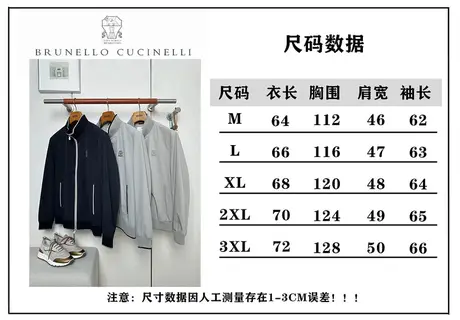 BRUNELLO CUCINELLI
尺码数据
尺码 衣长 胸围 肩宽 袖长
M 64 112 46 62
L 66 116 47 63
XL 68 120 48 64
2XL 70 124 49 65
3XL 72 128 50 66
注意：尺寸数据因人工测量存在1-3CM误差！！！